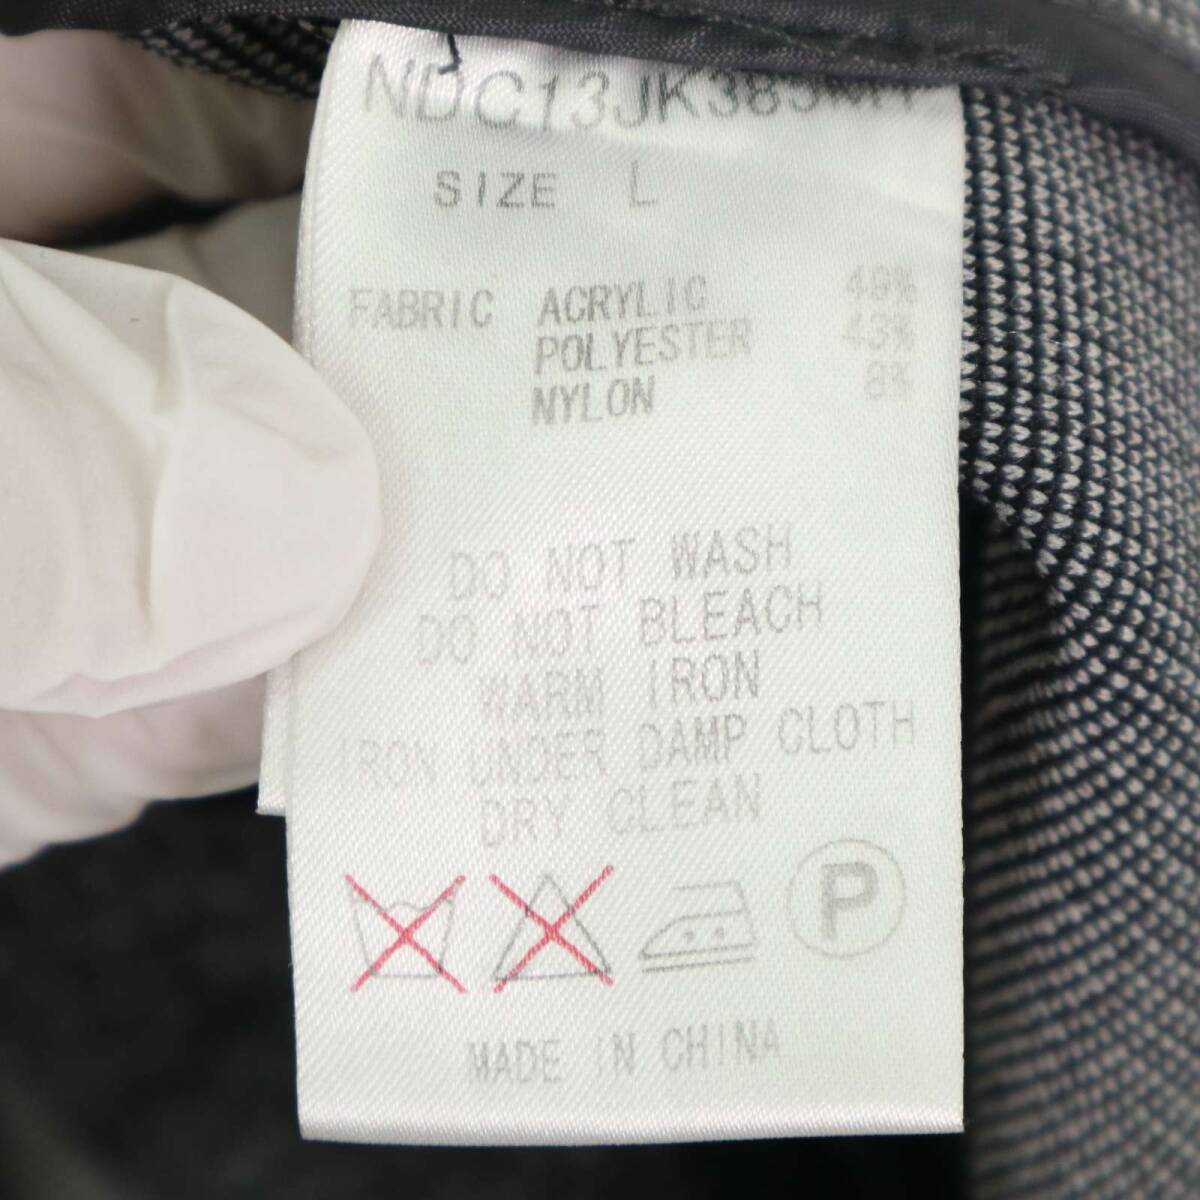 SIZE L
FABRIC ACRYLIC 49%
POLYESTER 43%
NYLON 8%
DO NOT WASH
DO NOT BLEACH
WARM IRON
IRON UNDER DAMP CLOTH
DRY CLEAN
P
MADE IN CHINA